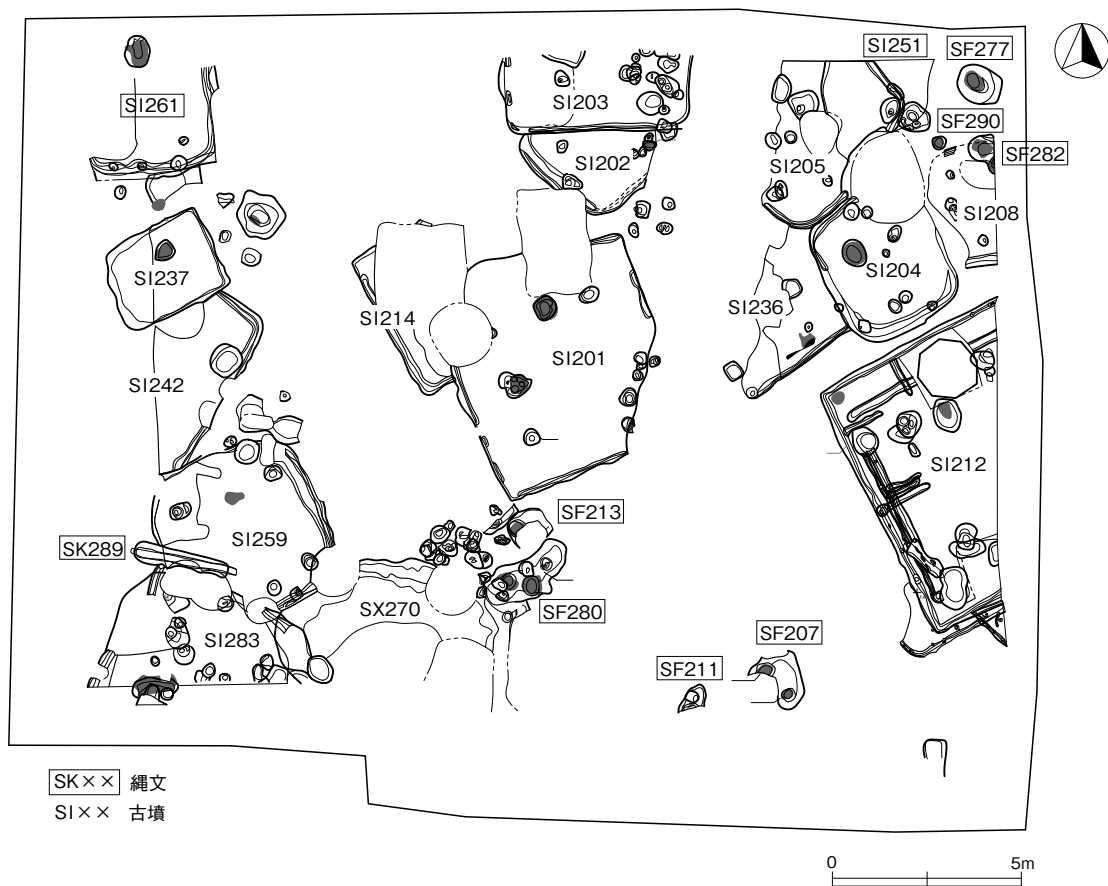 SI251
SF277
SI261
SI203
SF290
SI202
SI205
SF282
SI208
SI237
SI204
SI214
SI236
SI201
SI242
SI212
SF213
SI259
SK289
SX270
SF280
SI283
SF207
SF211
SK×× 縄文
SI×× 古墳
0 5m